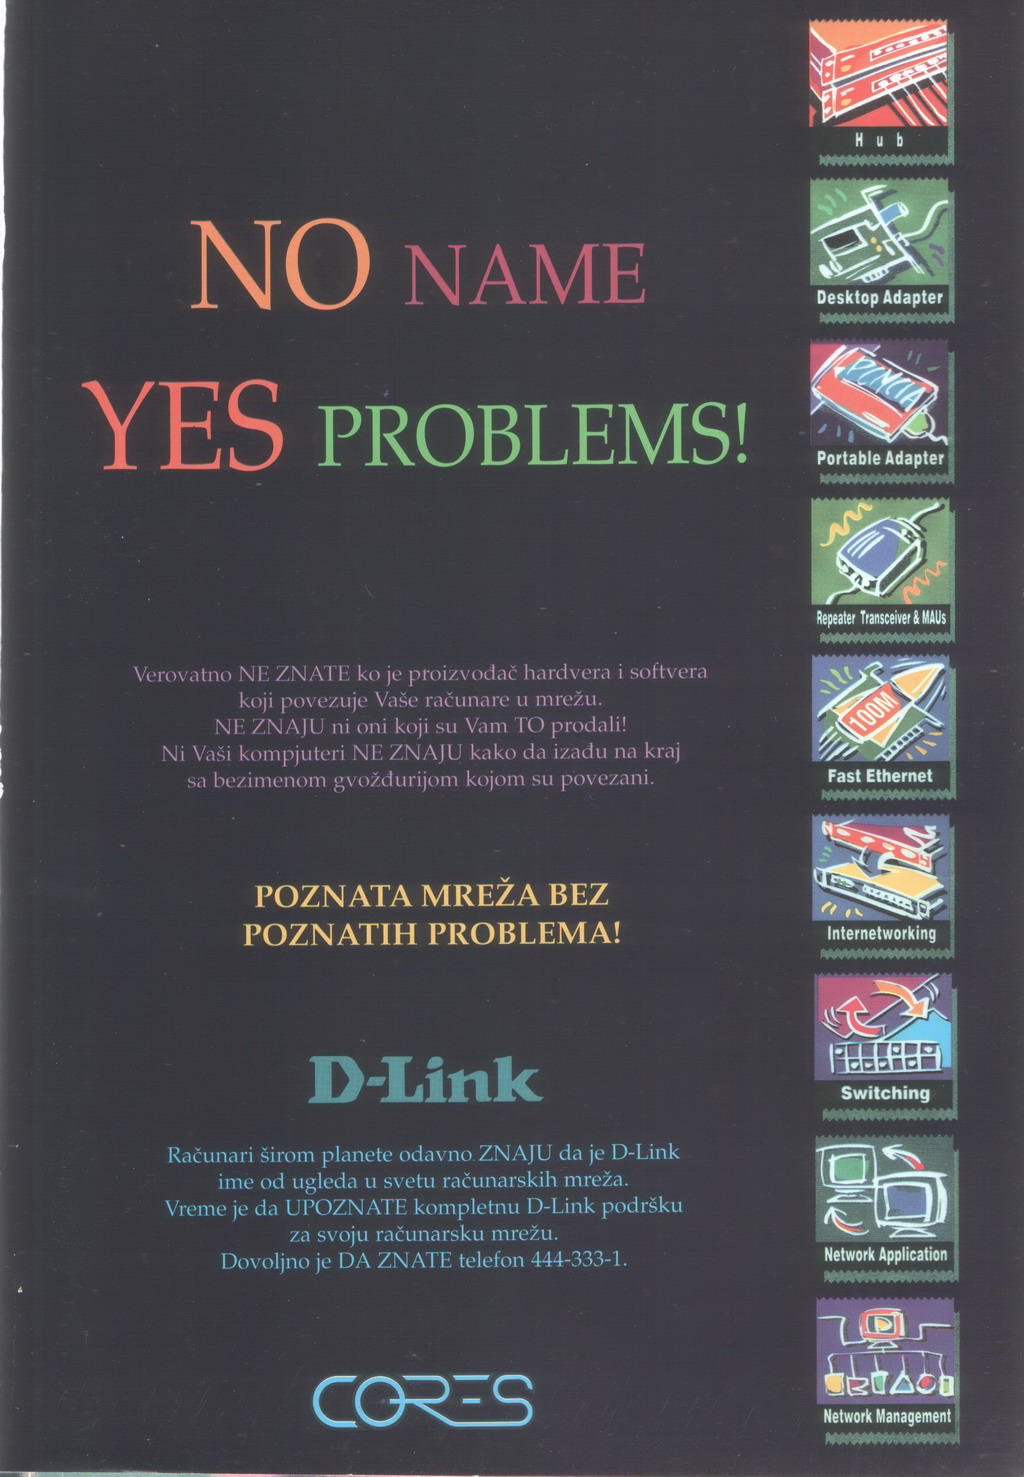 NO NAME
YES PROBLEMS!
Verovatno NE ZNATE ko je proizvođač hardvera i softvera
koji povezuje Vaše računare u mrežu.
NE ZNAJU ni oni koji su Vam TO prodali!
Ni Vaši kompjuteri NE ZNAJU kako da izađu na kraj
sa bezimenom gvožđurijom kojom su povezani.
POZNATA MREŽA BEZ
POZNATIH PROBLEMA!
D-Link
Računari širom planete odavno ZNAJU da je D-Link
ime od ugleda u svetu računarskih mreža.
Vreme je da UPOZNATE kompletnu D-Link podršku
za svoju računarsku mrežu.
Dovoljno je DA ZNATE telefon 444-333-1.
CORES
Hub
Desktop Adapter
PCMCIA
Portable Adapter
Repeater Transceiver & MAUs
100M
Fast Ethernet
Internetworking
Switching
Network Application
Network Management